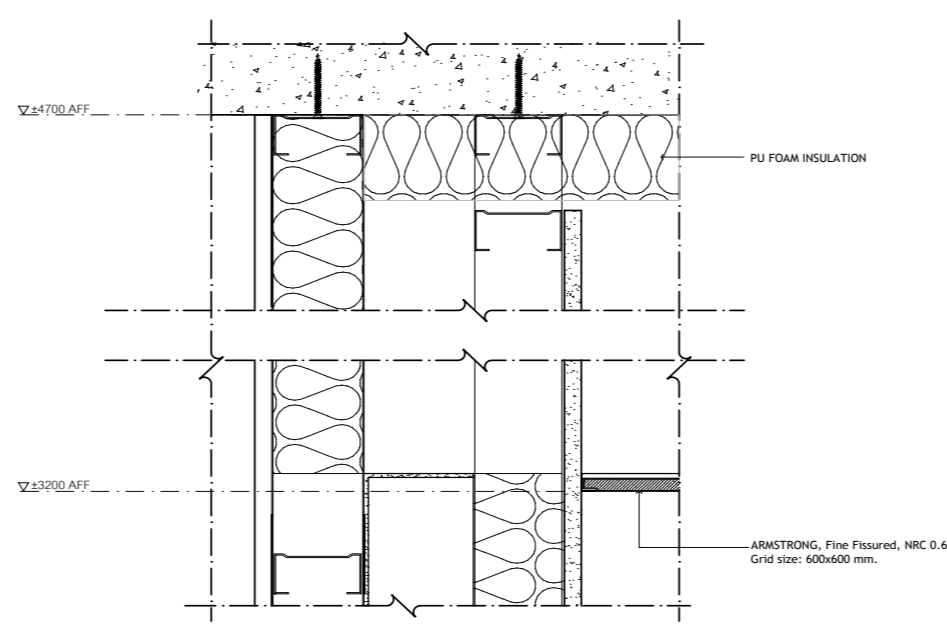 ±4700 AFF
PU FOAM INSULATION
±3200 AFF
ARMSTRONG, Fine Fissured, NRC 0.6
Grid size: 600x600 mm.